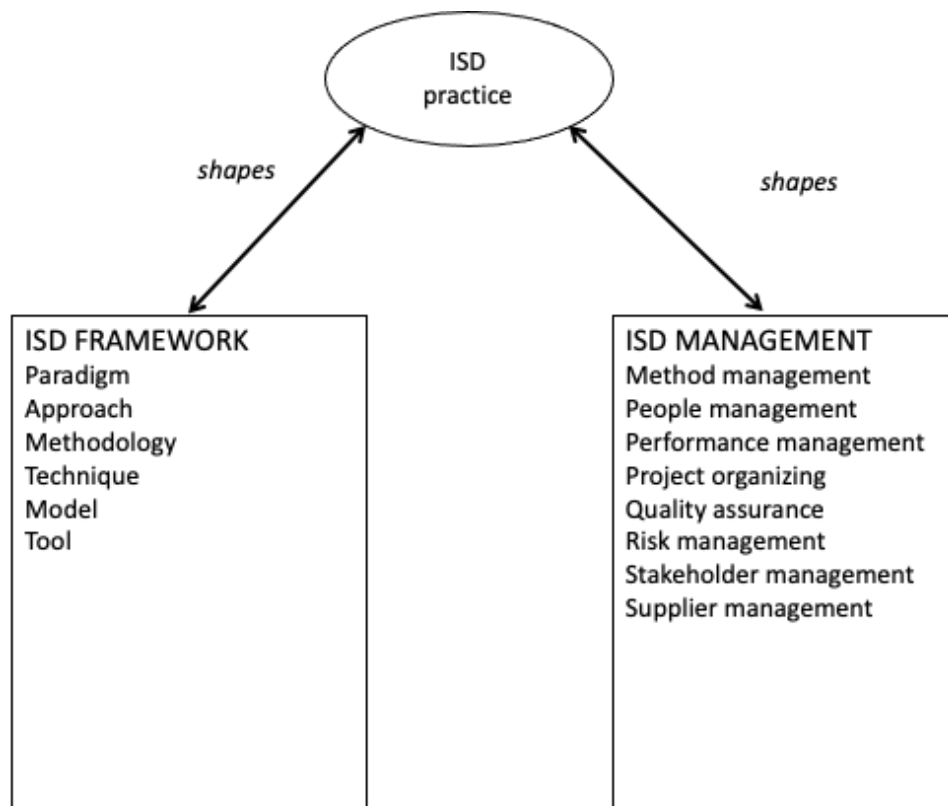 ISD
practice
shapes
shapes
ISD FRAMEWORK
Paradigm
Approach
Methodology
Technique
Model
Tool
ISD MANAGEMENT
Method management
People management
Performance management
Project organizing
Quality assurance
Risk management
Stakeholder management
Supplier management